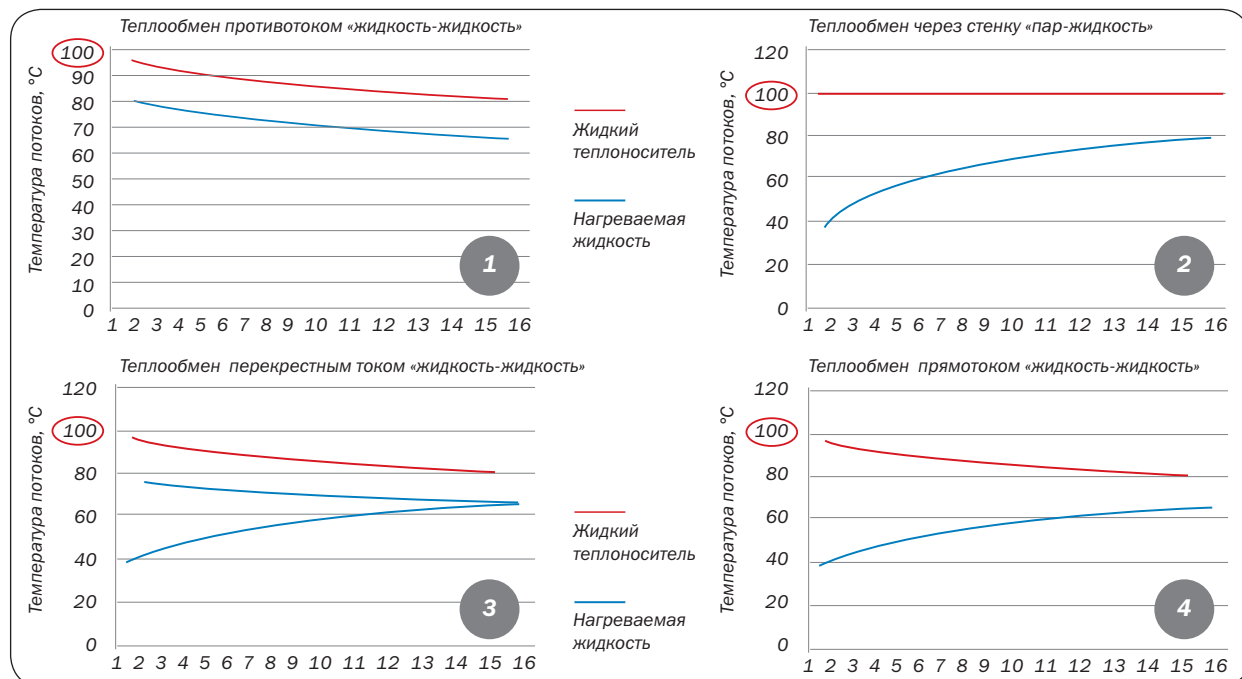 Теплообмен противотоком «жидкость-жидкость»
Температура потоков, °C
100
90
80
70
60
50
40
30
20
10
0
1 2 3 4 5 6 7 8 9 10 11 12 13 14 15 16
1
Жидкий
теплоноситель
Нагреваемая
жидкость
Теплообмен через стенку «пар-жидкость»
Температура потоков, °C
120
100
80
60
40
20
0
1 2 3 4 5 6 7 8 9 10 11 12 13 14 15 16
2
Теплообмен перекрестным током «жидкость-жидкость»
Температура потоков, °C
120
100
80
60
40
20
0
1 2 3 4 5 6 7 8 9 10 11 12 13 14 15 16
3
Жидкий
теплоноситель
Нагреваемая
жидкость
Теплообмен прямотоком «жидкость-жидкость»
Температура потоков, °C
120
100
80
60
40
20
0
1 2 3 4 5 6 7 8 9 10 11 12 13 14 15 16
4